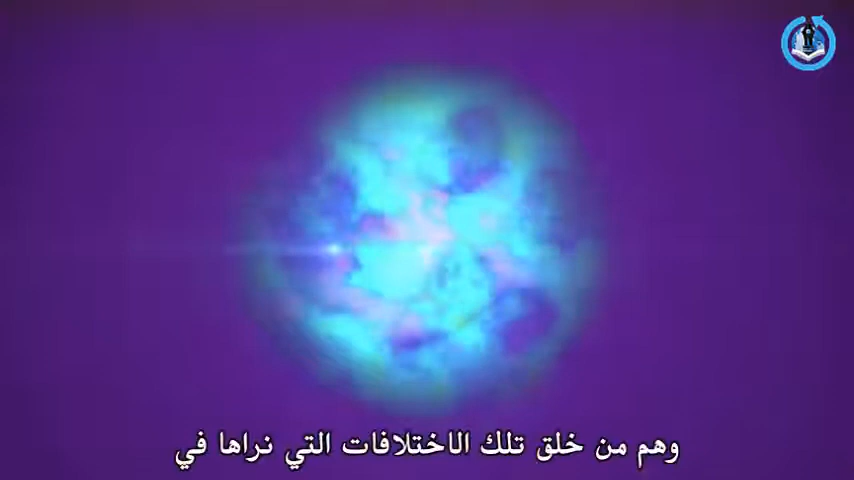 وهم من خلق تلك الاختلافات التي نراها في